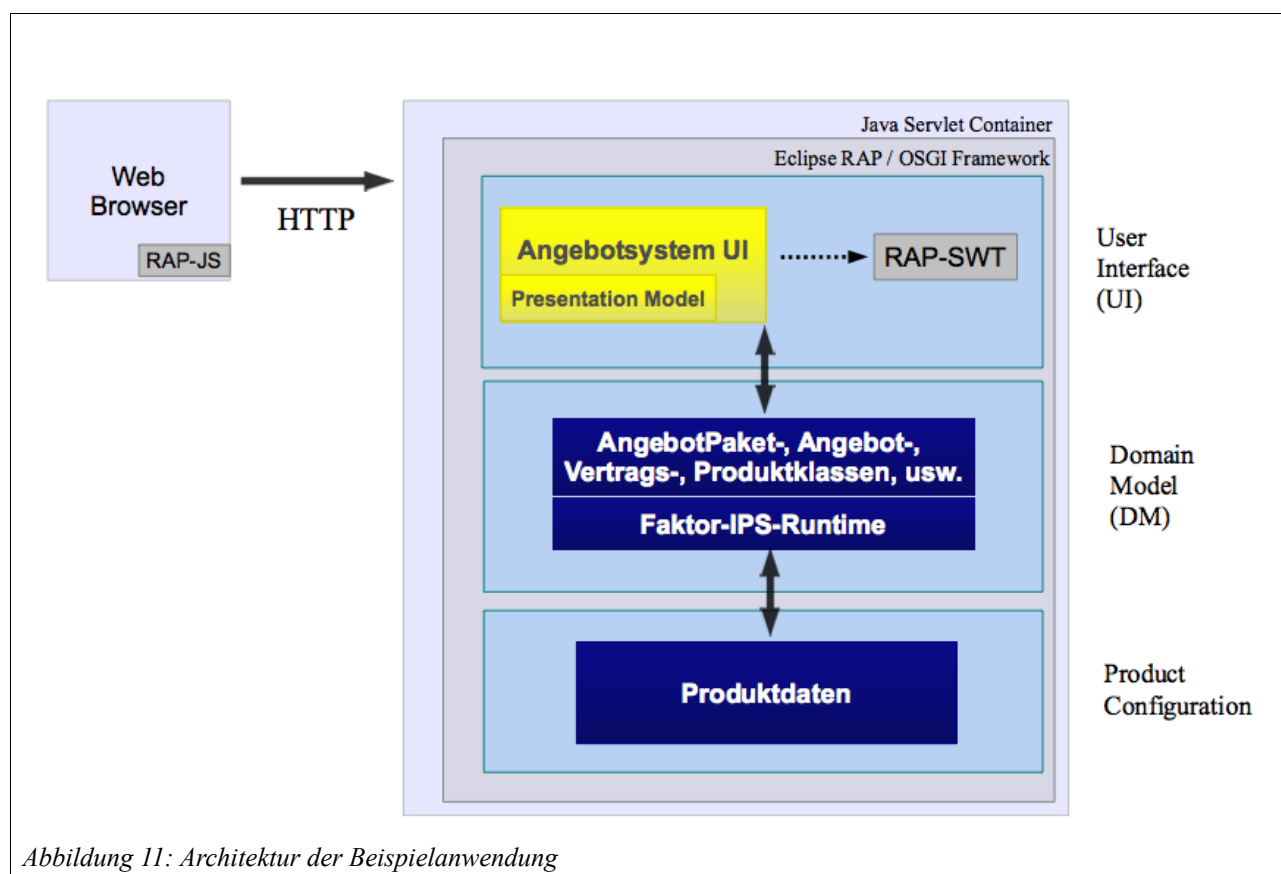 Java Servlet Container
Eclipse RAP / OSGI Framework
Web
Browser
RAP-JS
HTTP
Angebotsystem UI
Presentation Model
RAP-SWT
User
Interface
(UI)
AngebotPaket-, Angebot-,
Vertrags-, Produktklassen, usw.
Faktor-IPS-Runtime
Domain
Model
(DM)
Produktdaten
Product
Configuration
Abbildung 11: Architektur der Beispielanwendung